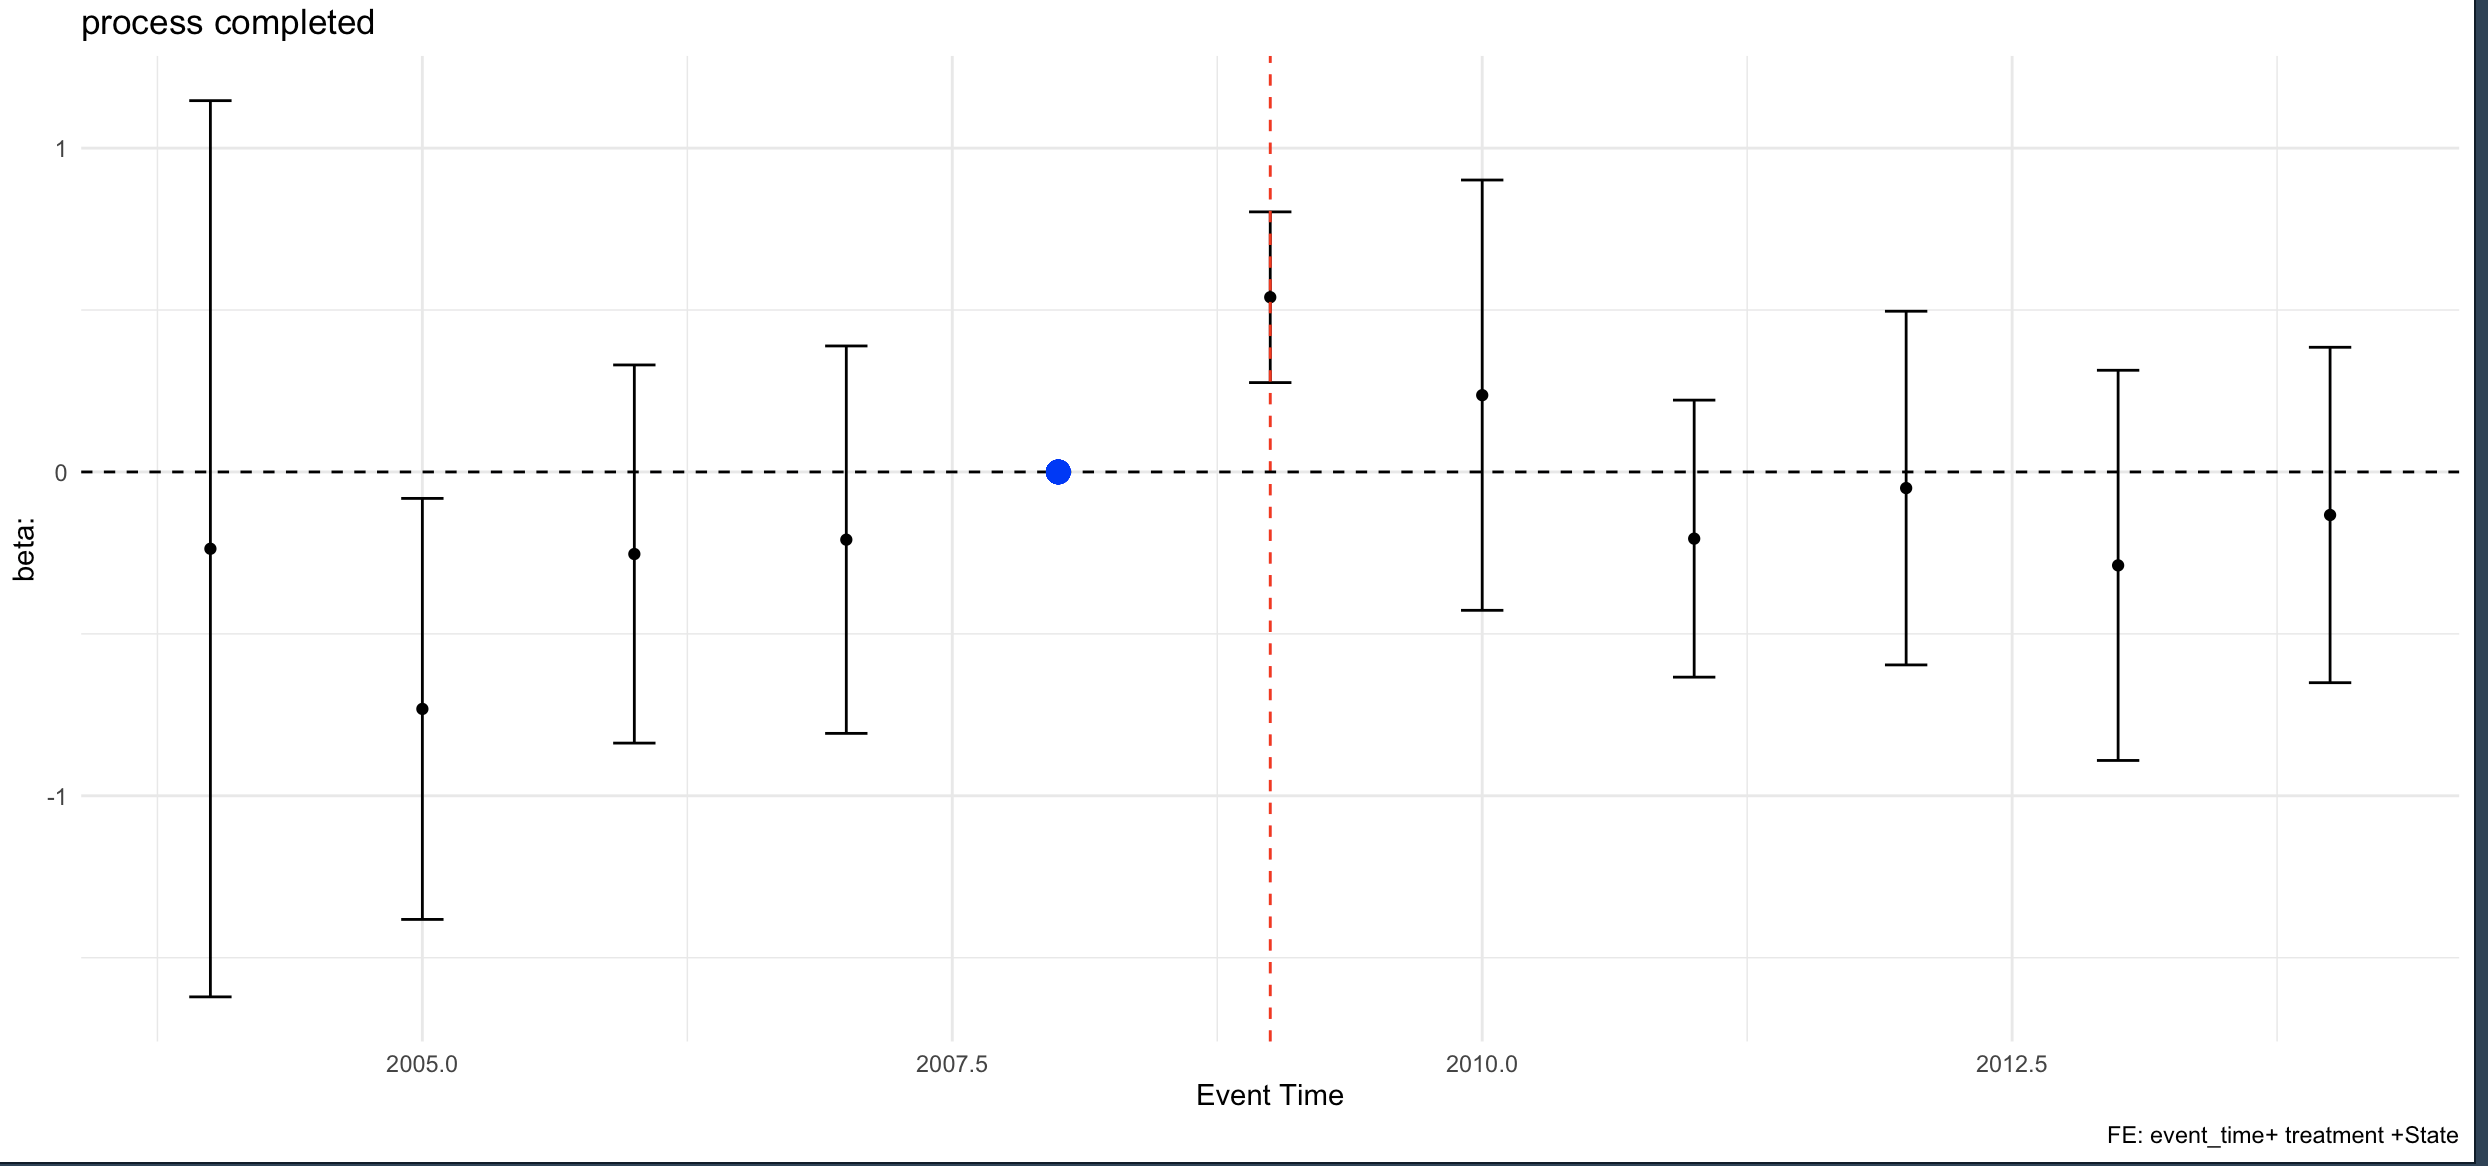 process completed
1
0
-1
beta:
2005.0
2007.5
2010.0
2012.5
Event Time
FE: event_time+ treatment +State